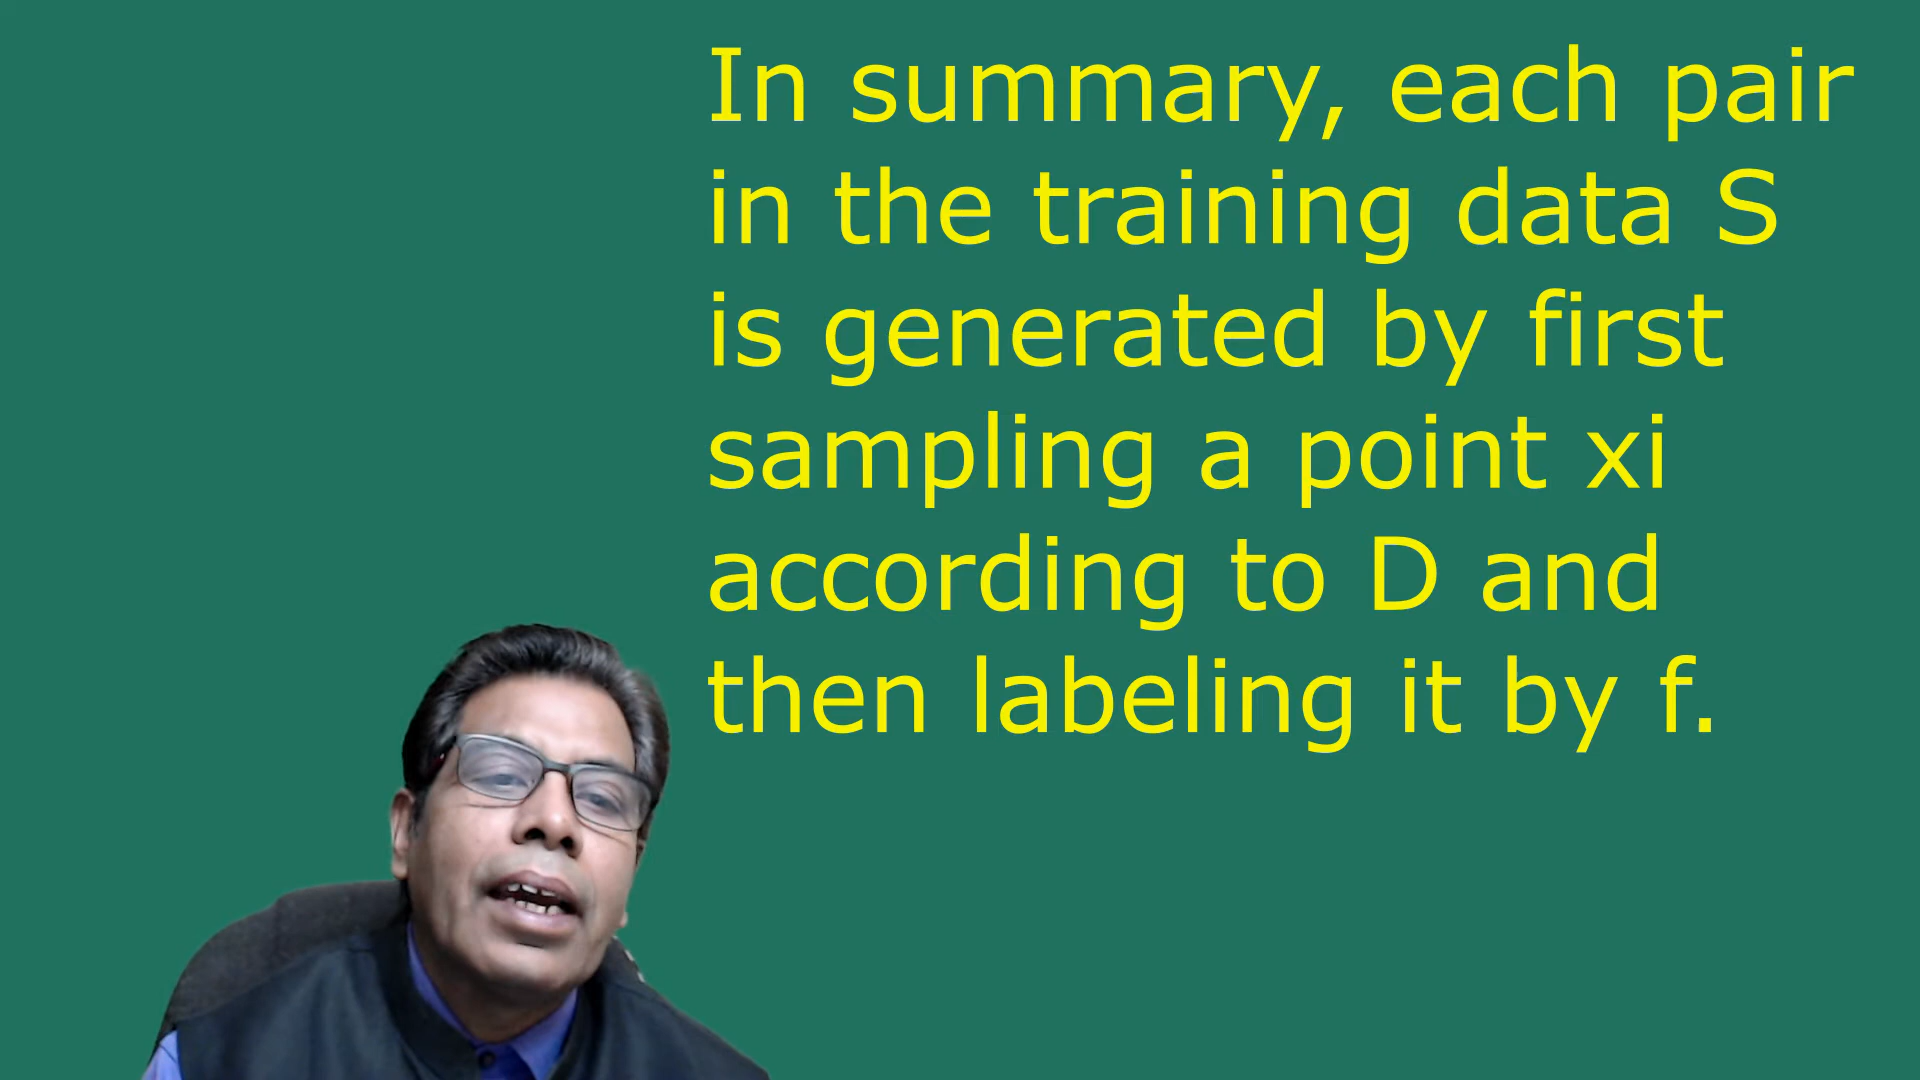 In summary, each pair
in the training data S
is generated by first
sampling a point xi
according to D and
then labeling it by f.